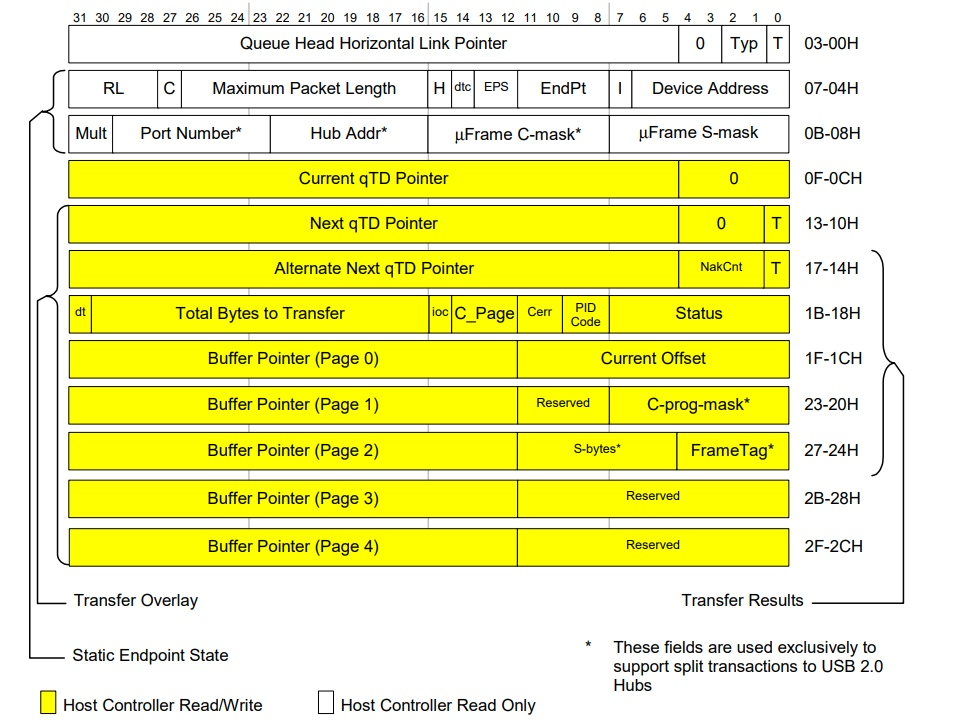 31 30 29 28 27 26 25 24 23 22 21 20 19 18 17 16 15 14 13 12 11 10 9 8 7 6 5 4 3 2 1 0
Queue Head Horizontal Link Pointer 0 Typ T 03-00H
RL C Maximum Packet Length H dtc EPS EndPt I Device Address 07-04H
Mult Port Number* Hub Addr* µFrame C-mask* µFrame S-mask 0B-08H
Current qTD Pointer 0 0F-0CH
Next qTD Pointer 0 T 13-10H
Alternate Next qTD Pointer NakCnt T 17-14H
dt Total Bytes to Transfer ioc C_Page Cerr PID Code Status 1B-18H
Buffer Pointer (Page 0) Current Offset 1F-1CH
Buffer Pointer (Page 1) Reserved C-prog-mask* 23-20H
Buffer Pointer (Page 2) S-bytes* FrameTag* 27-24H
Buffer Pointer (Page 3) Reserved 2B-28H
Buffer Pointer (Page 4) Reserved 2F-2CH
Transfer Overlay Transfer Results
Static Endpoint State
* These fields are used exclusively to
support split transactions to USB 2.0
Hubs
Host Controller Read/Write Host Controller Read Only